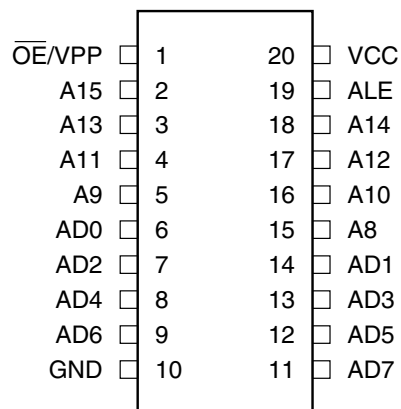 O̅E̅/VPP 1 20 VCC
A15 2 19 ALE
A13 3 18 A14
A11 4 17 A12
A9 5 16 A10
AD0 6 15 A8
AD2 7 14 AD1
AD4 8 13 AD3
AD6 9 12 AD5
GND 10 11 AD7